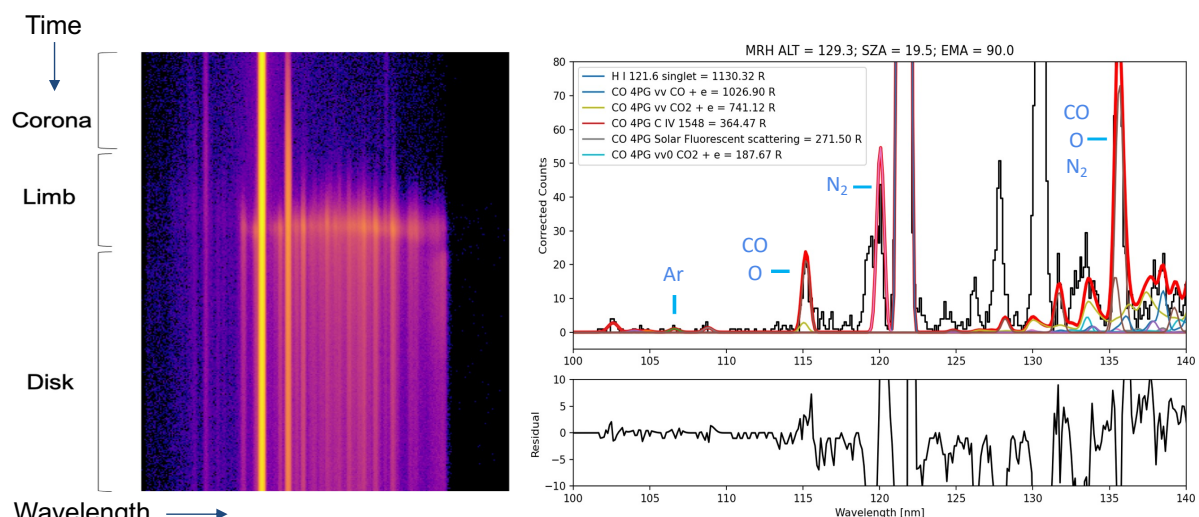 Time
Corona
Limb
Disk
Wavelength
MRH ALT = 129.3; SZA = 19.5; EMA = 90.0
H I 121.6 singlet = 1130.32 R
CO 4PG vv CO + e = 1026.90 R
CO 4PG vv CO2 + e = 741.12 R
CO 4PG C IV 1548 = 364.47 R
CO 4PG Solar Fluorescent scattering = 271.50 R
CO 4PG vv0 CO2 + e = 187.67 R
Corrected Counts
80
70
60
50
40
30
20
10
0
Ar
CO
O
N₂
CO
O
N₂
100 105 110 115 120 125 130 135 140
Residual
10
5
0
−5
−10
100 105 110 115 120 125 130 135 140
Wavelength [nm]